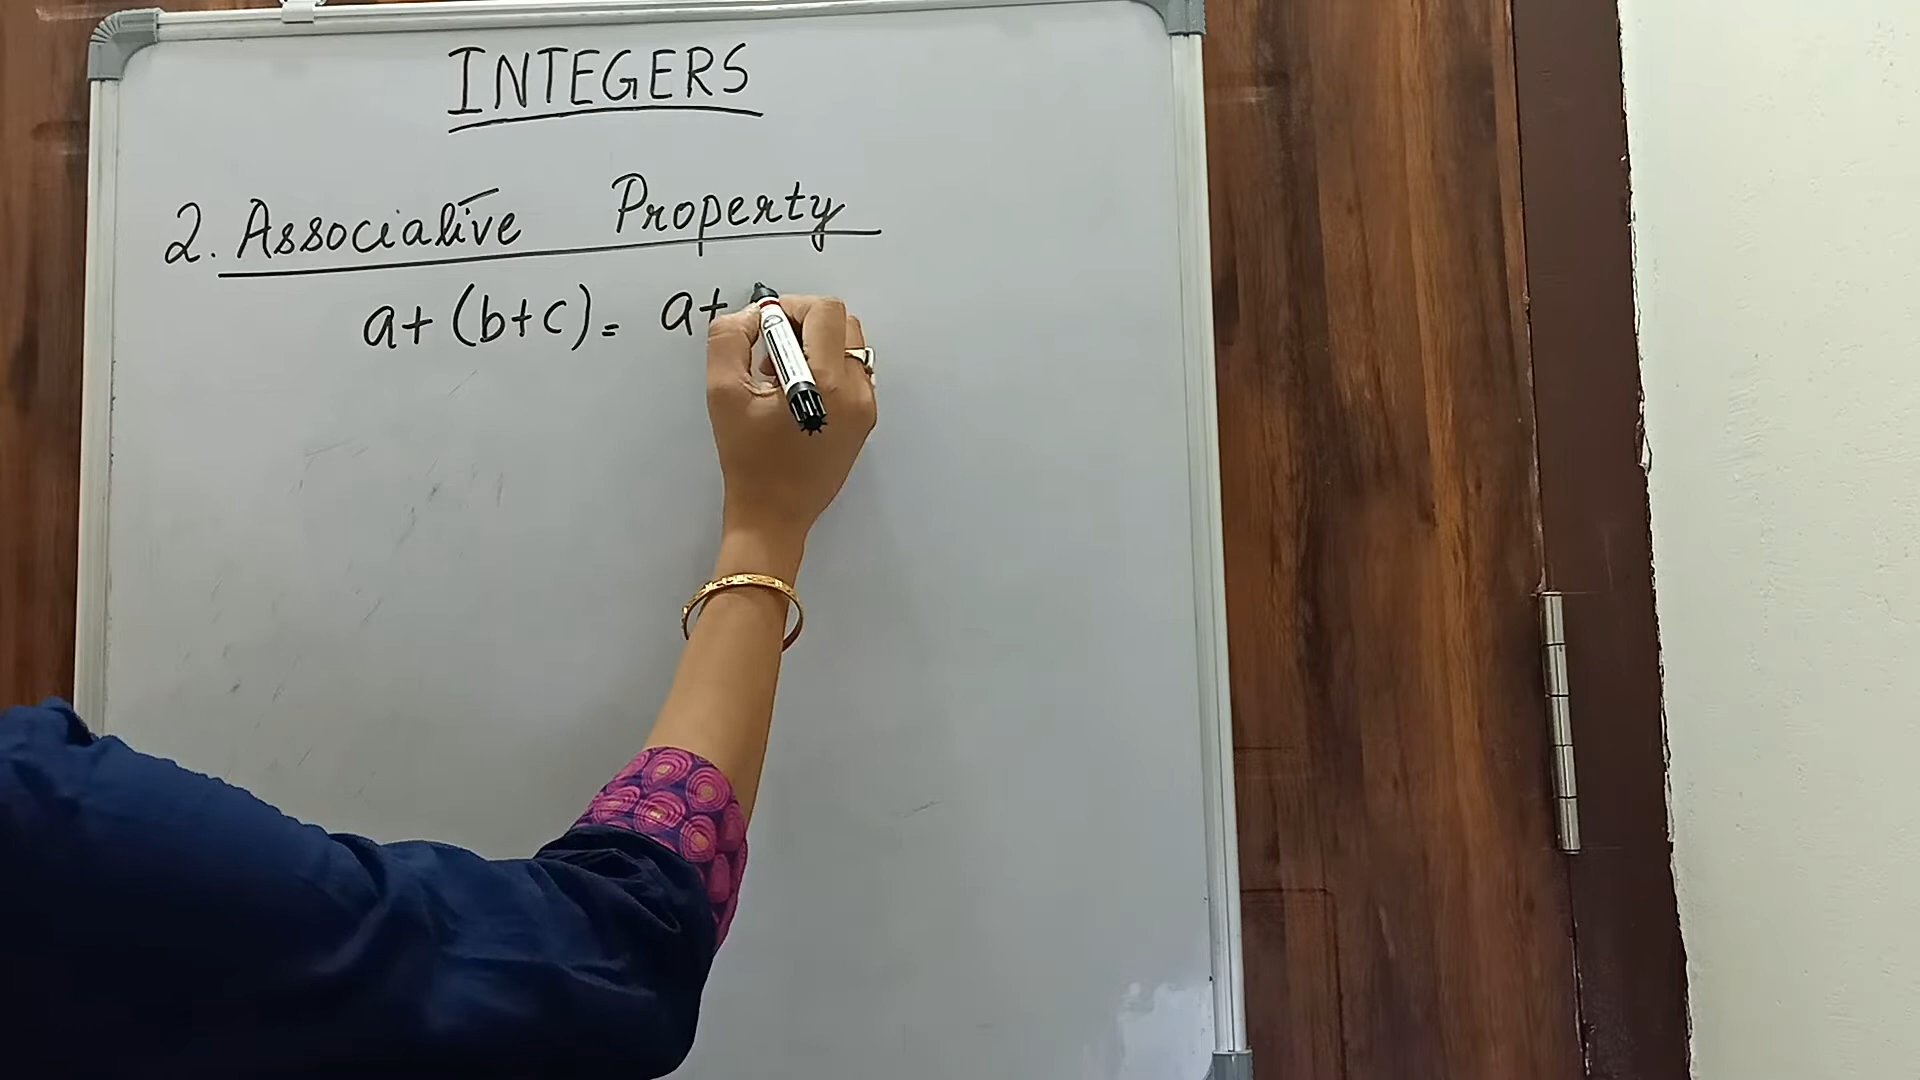 INTEGERS
2. Associative Property
a+ (b+c) = a+